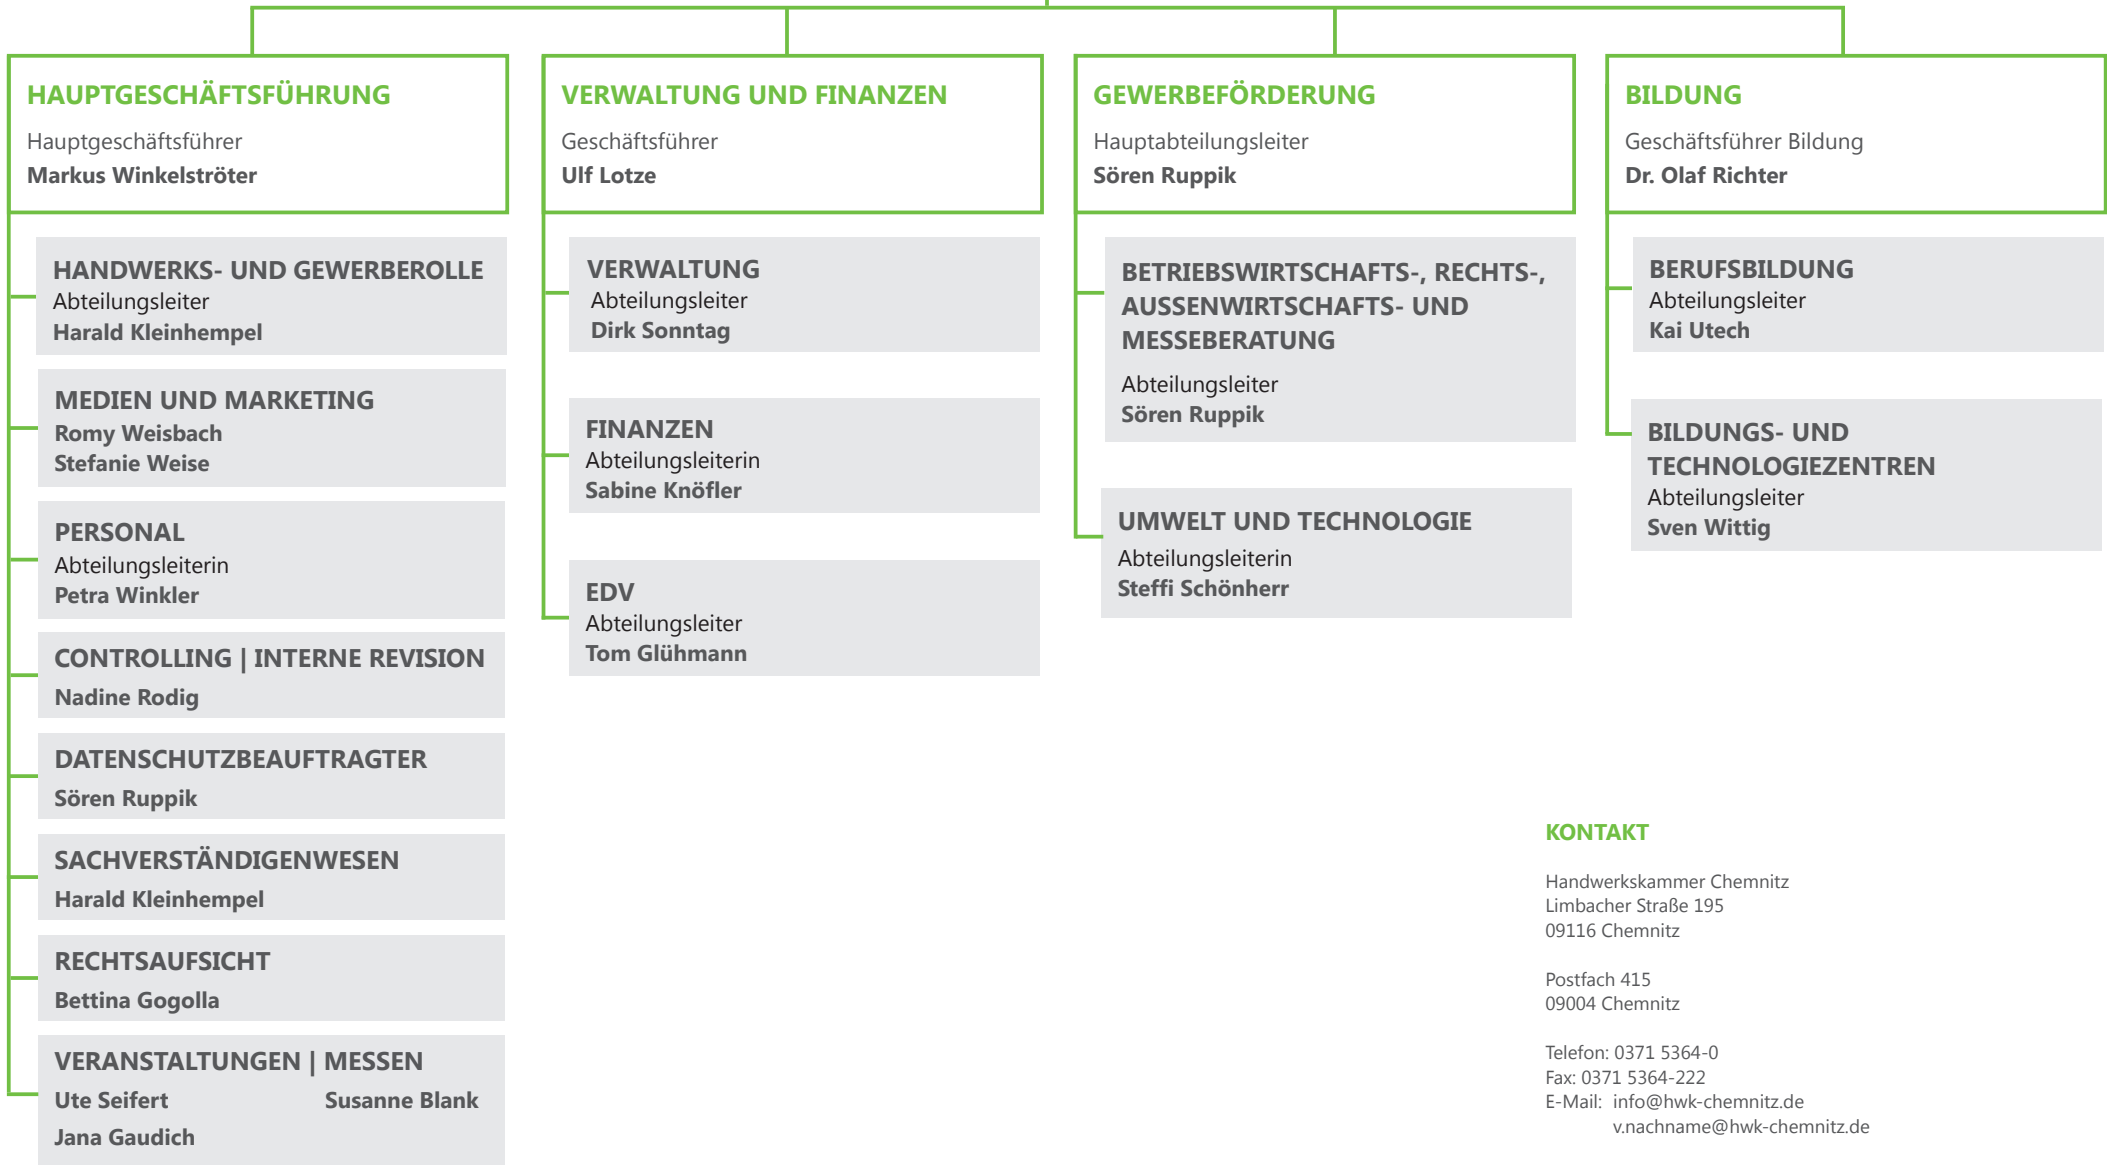 HAUPTGESCHÄFTSFÜHRUNG
Hauptgeschäftsführer
Markus Winkelströter
HANDWERKS- UND GEWERBEROLLE
Abteilungsleiter
Harald Kleinhempel
MEDIEN UND MARKETING
Romy Weisbach
Stefanie Weise
PERSONAL
Abteilungsleiterin
Petra Winkler
CONTROLLING | INTERNE REVISION
Nadine Rodig
DATENSCHUTZBEAUFTRAGTER
Sören Ruppik
SACHVERSTÄNDIGENWESEN
Harald Kleinhempel
RECHTSAUFSICHT
Bettina Gogolla
VERANSTALTUNGEN | MESSEN
Ute Seifert Susanne Blank
Jana Gaudich
VERWALTUNG UND FINANZEN
Geschäftsführer
Ulf Lotze
VERWALTUNG
Abteilungsleiter
Dirk Sonntag
FINANZEN
Abteilungsleiterin
Sabine Knöfler
EDV
Abteilungsleiter
Tom Glühmann
GEWERBEFÖRDERUNG
Hauptabteilungsleiter
Sören Ruppik
BETRIEBSWIRTSCHAFTS-, RECHTS-,
AUSSENWIRTSCHAFTS- UND
MESSEBERATUNG
Abteilungsleiter
Sören Ruppik
UMWELT UND TECHNOLOGIE
Abteilungsleiterin
Steffi Schönherr
BILDUNG
Geschäftsführer Bildung
Dr. Olaf Richter
BERUFSBILDUNG
Abteilungsleiter
Kai Utech
BILDUNGS- UND
TECHNOLOGIEZENTREN
Abteilungsleiter
Sven Wittig
KONTAKT
Handwerkskammer Chemnitz
Limbacher Straße 195
09116 Chemnitz
Postfach 415
09004 Chemnitz
Telefon: 0371 5364-0
Fax: 0371 5364-222
E-Mail: info@hwk-chemnitz.de
v.nachname@hwk-chemnitz.de